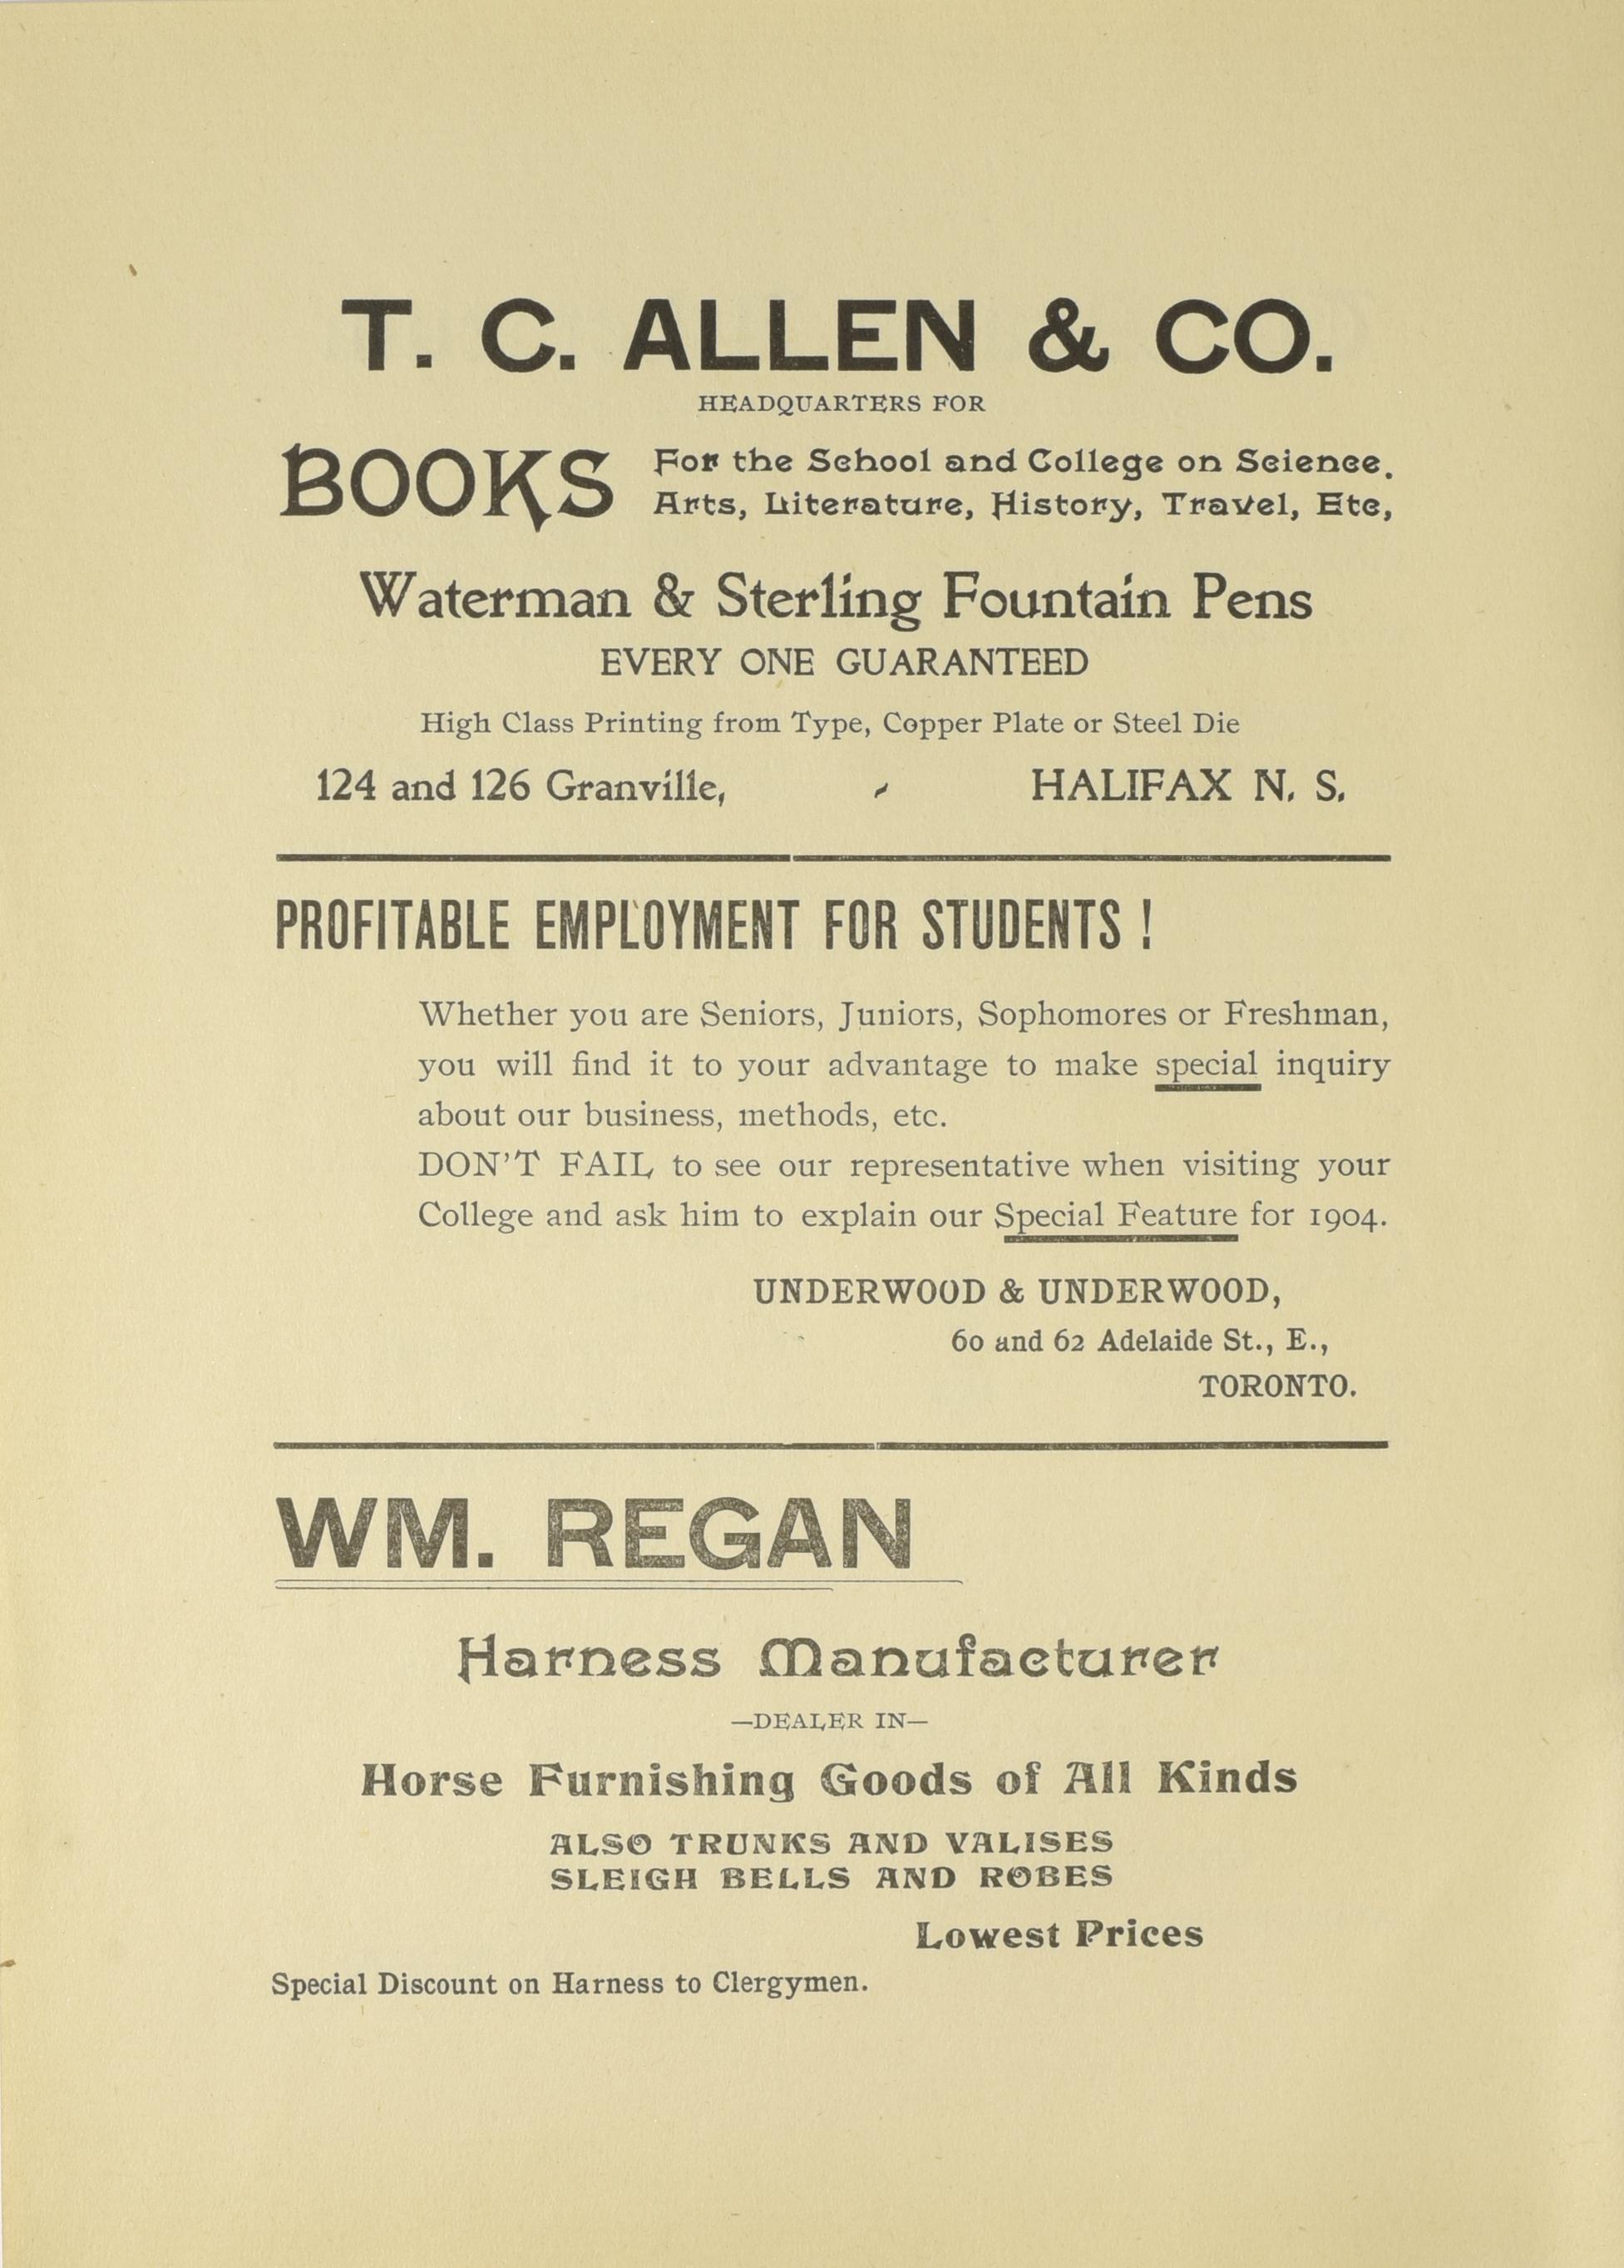 T. C. ALLEN & CO.
HEADQUARTERS FOR
BOOKS For the School and College on Science.
Arts, Literature, History, Travel, Etc,
Waterman & Sterling Fountain Pens
EVERY ONE GUARANTEED
High Class Printing from Type, Copper Plate or Steel Die
124 and 126 Granville, - HALIFAX N. S.
PROFITABLE EMPLOYMENT FOR STUDENTS !
Whether you are Seniors, Juniors, Sophomores or Freshman,
you will find it to your advantage to make special inquiry
about our business, methods, etc.
DON'T FAIL to see our representative when visiting your
College and ask him to explain our Special Feature for 1904.
UNDERWOOD & UNDERWOOD,
60 and 62 Adelaide St., E.,
TORONTO.
WM. REGAN
Harness Manufacturer
—DEALER IN—
Horse Furnishing Goods of All Kinds
ALSO TRUNKS AND VALISES
SLEIGH BELLS AND ROBES
Lowest Prices
Special Discount on Harness to Clergymen.